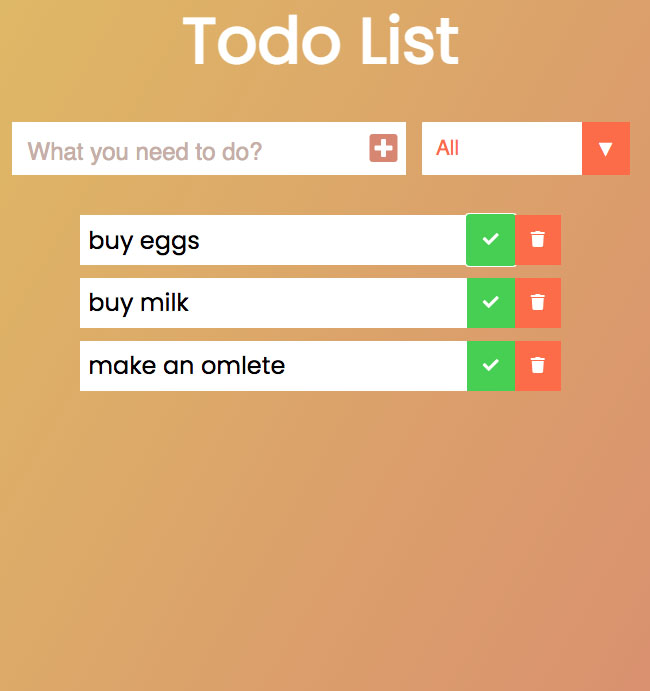 Todo List
What you need to do?
All
buy eggs
buy milk
make an omlete